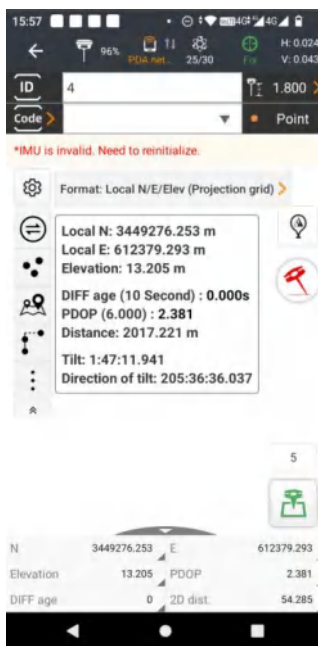 15:57 4G 4G
96% PDA net.. 25/30 Fix H: 0.024 V: 0.043
ID 4 1.800
Code Point
*IMU is invalid. Need to reinitialize.
Format: Local N/E/Elev (Projection grid)
Local N: 3449276.253 m
Local E: 612379.293 m
Elevation: 13.205 m
DIFF age (10 Second) : 0.000s
PDOP (6.000) : 2.381
Distance: 2017.221 m
Tilt: 1:47:11.941
Direction of tilt: 205:36:36.037
5
N 3449276.253 E 612379.293
Elevation 13.205 PDOP 2.381
DIFF age 0 2D dist. 54.285